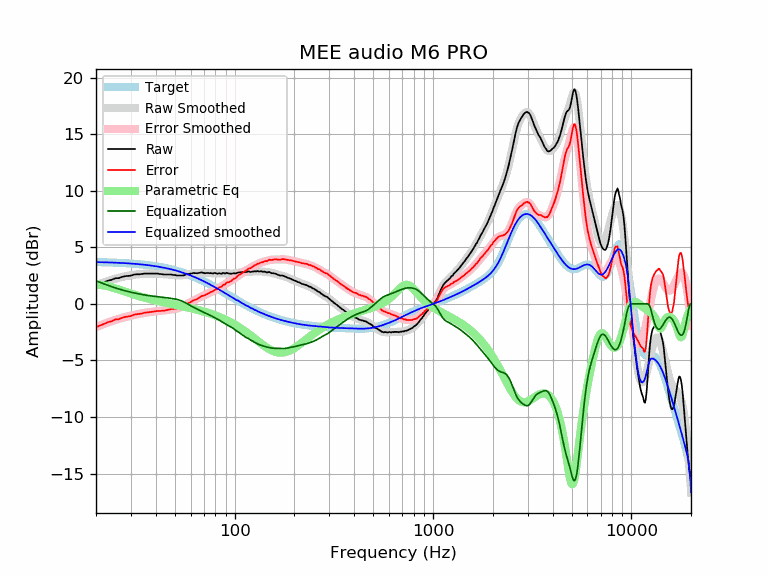 MEE audio M6 PRO
20
15
10
5
0
−5
−10
−15
Amplitude (dBr)
Target
Raw Smoothed
Error Smoothed
Raw
Error
Parametric Eq
Equalization
Equalized smoothed
100
1000
10000
Frequency (Hz)